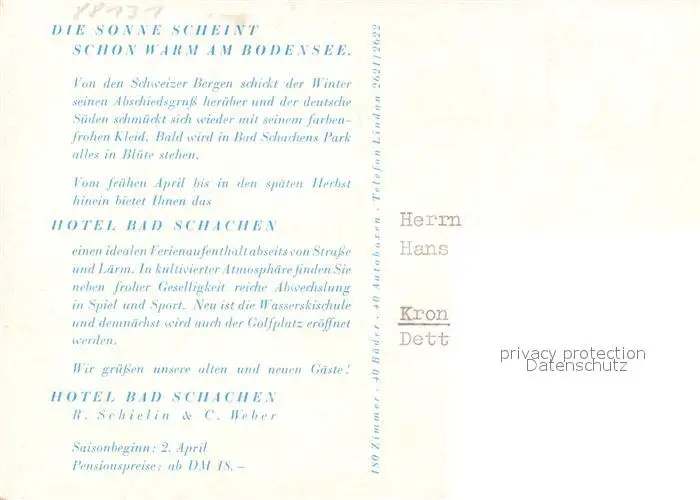 88131
DIE SONNE SCHEINT
SCHON WARM AM BODENSEE.
Von den Schweizer Bergen schickt der Winter
seinen Abschiedsgruß herüber und der deutsche
Süden schmückt sich wieder mit seinem farben-
frohen Kleid. Bald wird in Bad Schachens Park
alles in Blüte stehen.
Vom frühen April bis in den späten Herbst
hinein bietet Ihnen das
HOTEL BAD SCHACHEN
einen idealen Ferienaufenthalt abseits von Straße
und Lärm. In kultivierter Atmosphäre finden Sie
neben froher Geselligkeit reiche Abwechslung
in Spiel und Sport. Neu ist die Wasserskischule
und demnächst wird auch der Golfplatz eröffnet
werden.
Wir grüßen unsere alten und neuen Gäste!
HOTEL BAD SCHACHEN
R. Schielin & C. Weber
Saisonbeginn: 2. April
Pensionspreise: ab DM 18.–
180 Zimmer · 40 Bäder · 40 Autoboxen · Telefon Lindau 2621/2622
Herrn
Hans
Kron
Dett
privacy protection
Datenschutz